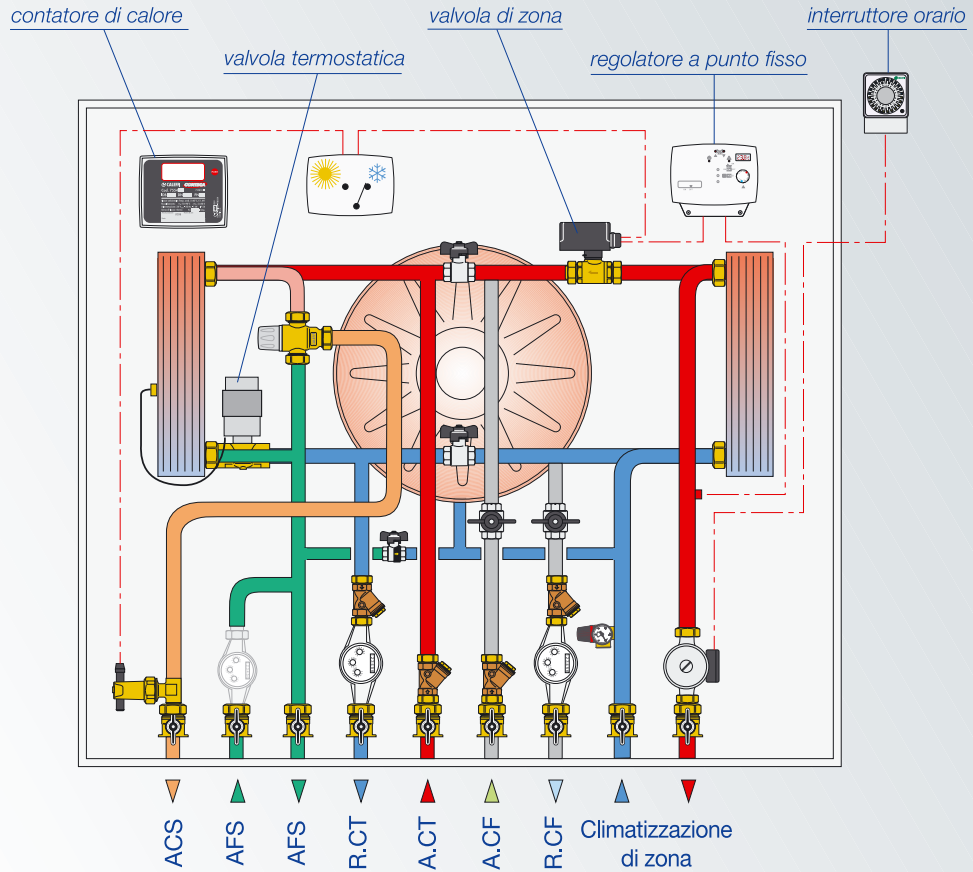 contatore di calore
valvola di zona
interruttore orario
valvola termostatica
regolatore a punto fisso
CALEFFI
ACS
AFS
AFS
R.CT
A.CT
A.CF
R.CF
Climatizzazione
di zona